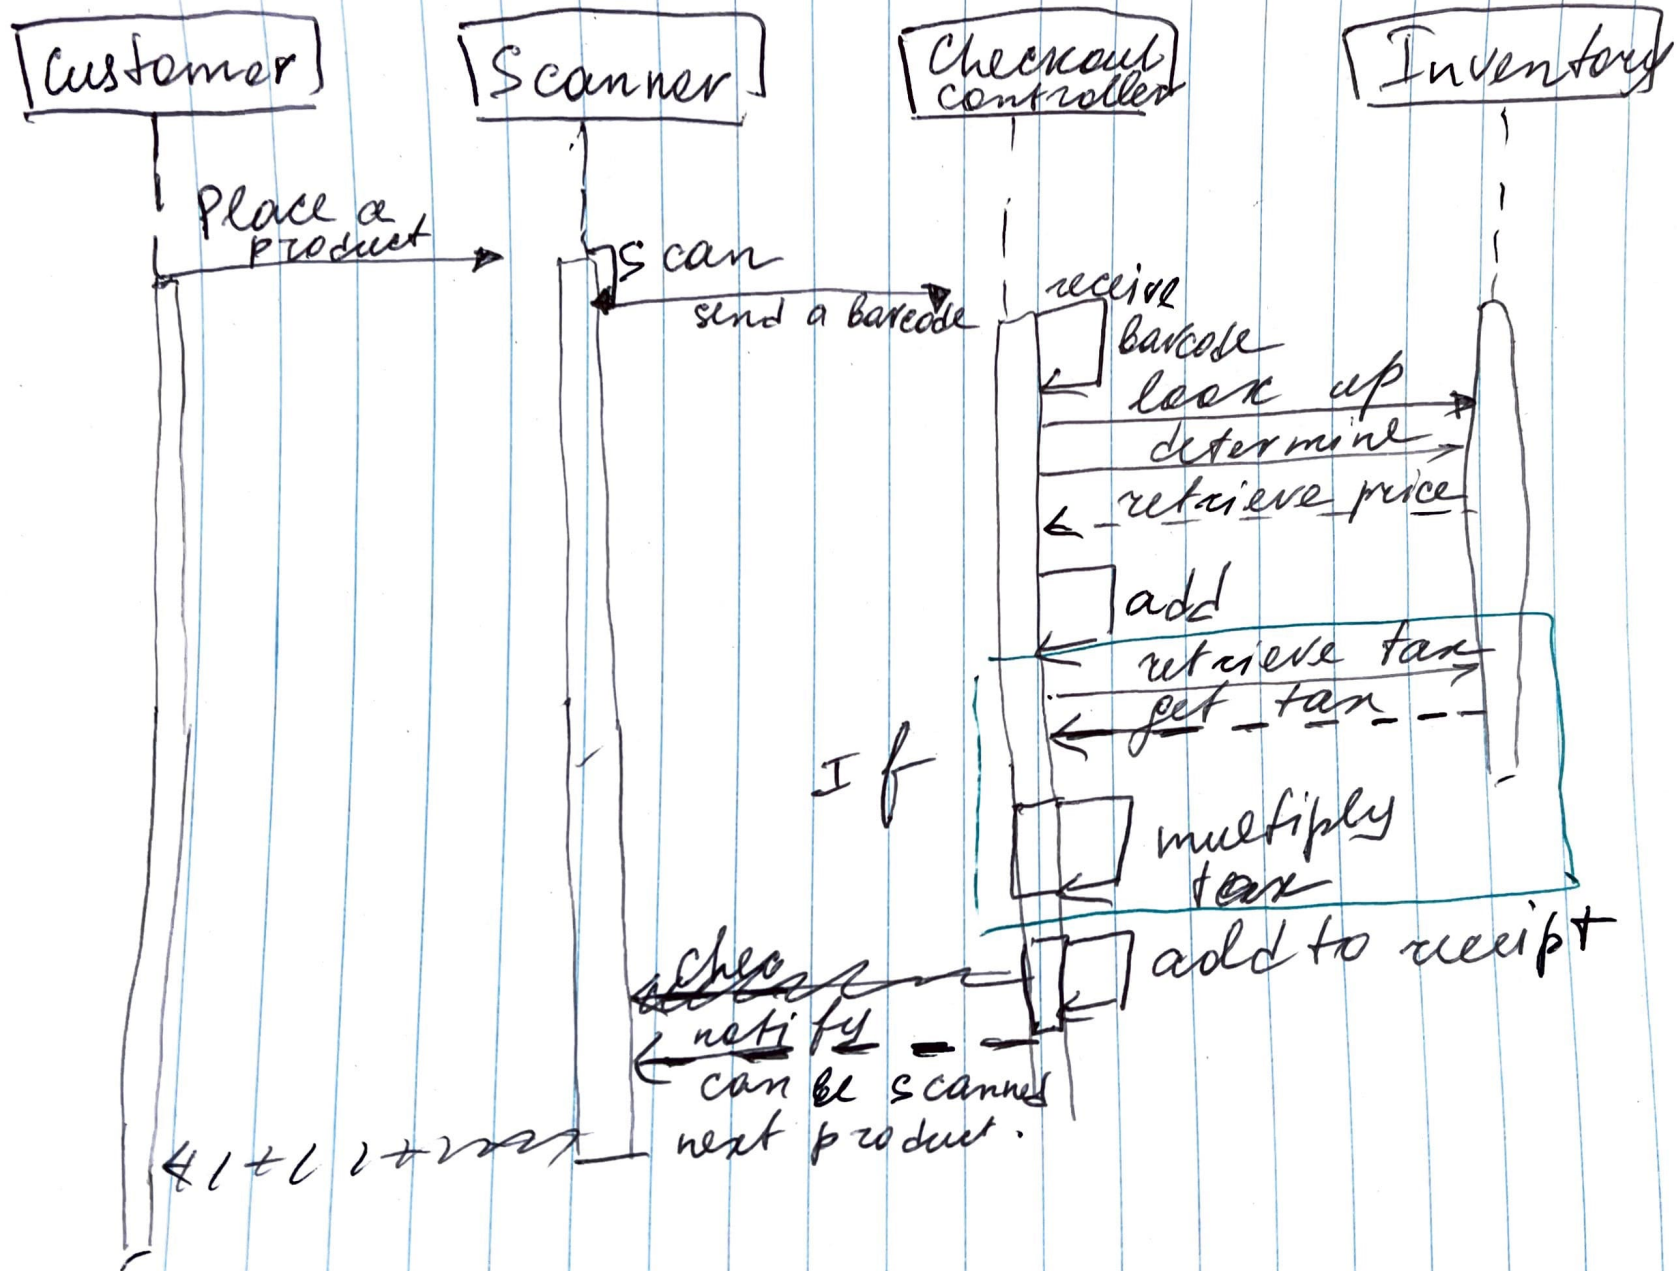 Customer
Scanner
Checkout
controller
Inventory
Place a
product
Scan
send a barcode
receive
barcode
look up
determine
retrieve price
add
retrieve tax
get tax
If
multiply
tax
add to receipt
chec
notify
can be scanned
next product.